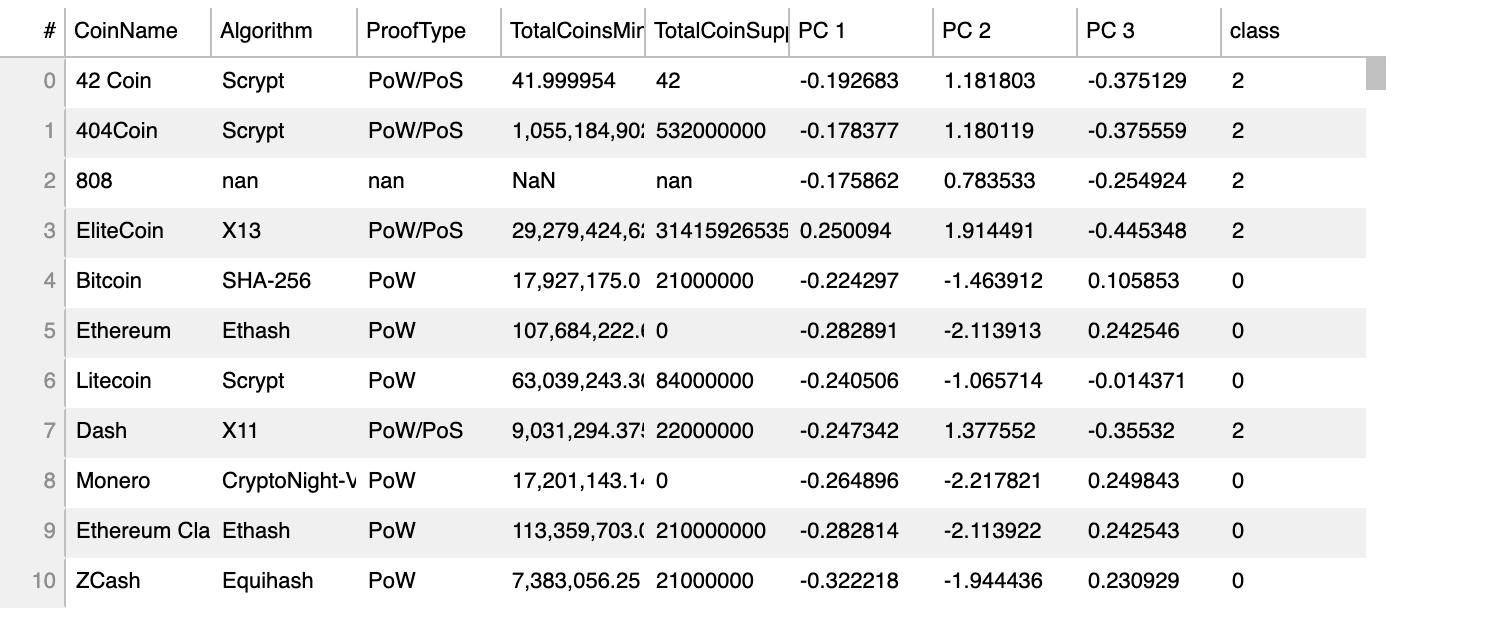 # CoinName Algorithm ProofType TotalCoinsMin TotalCoinSup PC 1 PC 2 PC 3 class
0 42 Coin Scrypt PoW/PoS 41.999954 42 -0.192683 1.181803 -0.375129 2
1 404Coin Scrypt PoW/PoS 1,055,184,902 532000000 -0.178377 1.180119 -0.375559 2
2 808 nan nan NaN nan -0.175862 0.783533 -0.254924 2
3 EliteCoin X13 PoW/PoS 29,279,424,62 31415926535 0.250094 1.914491 -0.445348 2
4 Bitcoin SHA-256 PoW 17,927,175.0 21000000 -0.224297 -1.463912 0.105853 0
5 Ethereum Ethash PoW 107,684,222. 0 -0.282891 -2.113913 0.242546 0
6 Litecoin Scrypt PoW 63,039,243.3 84000000 -0.240506 -1.065714 -0.014371 0
7 Dash X11 PoW/PoS 9,031,294.375 22000000 -0.247342 1.377552 -0.35532 2
8 Monero CryptoNight-V PoW 17,201,143.1 0 -0.264896 -2.217821 0.249843 0
9 Ethereum Cla Ethash PoW 113,359,703. 210000000 -0.282814 -2.113922 0.242543 0
10 ZCash Equihash PoW 7,383,056.25 21000000 -0.322218 -1.944436 0.230929 0